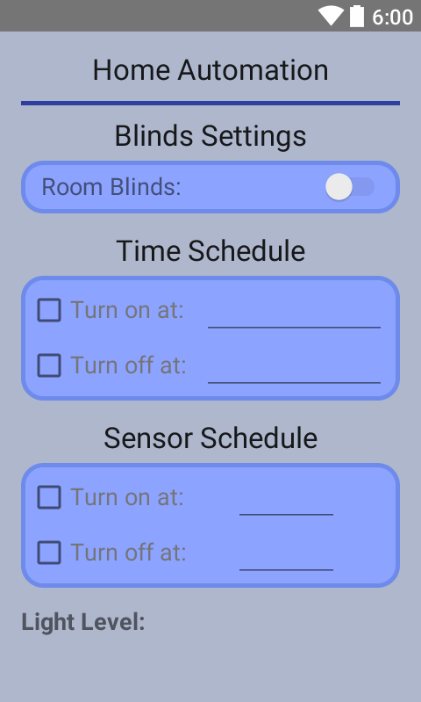 6:00
Home Automation
Blinds Settings
Room Blinds:
Time Schedule
Turn on at:
Turn off at:
Sensor Schedule
Turn on at:
Turn off at:
Light Level: